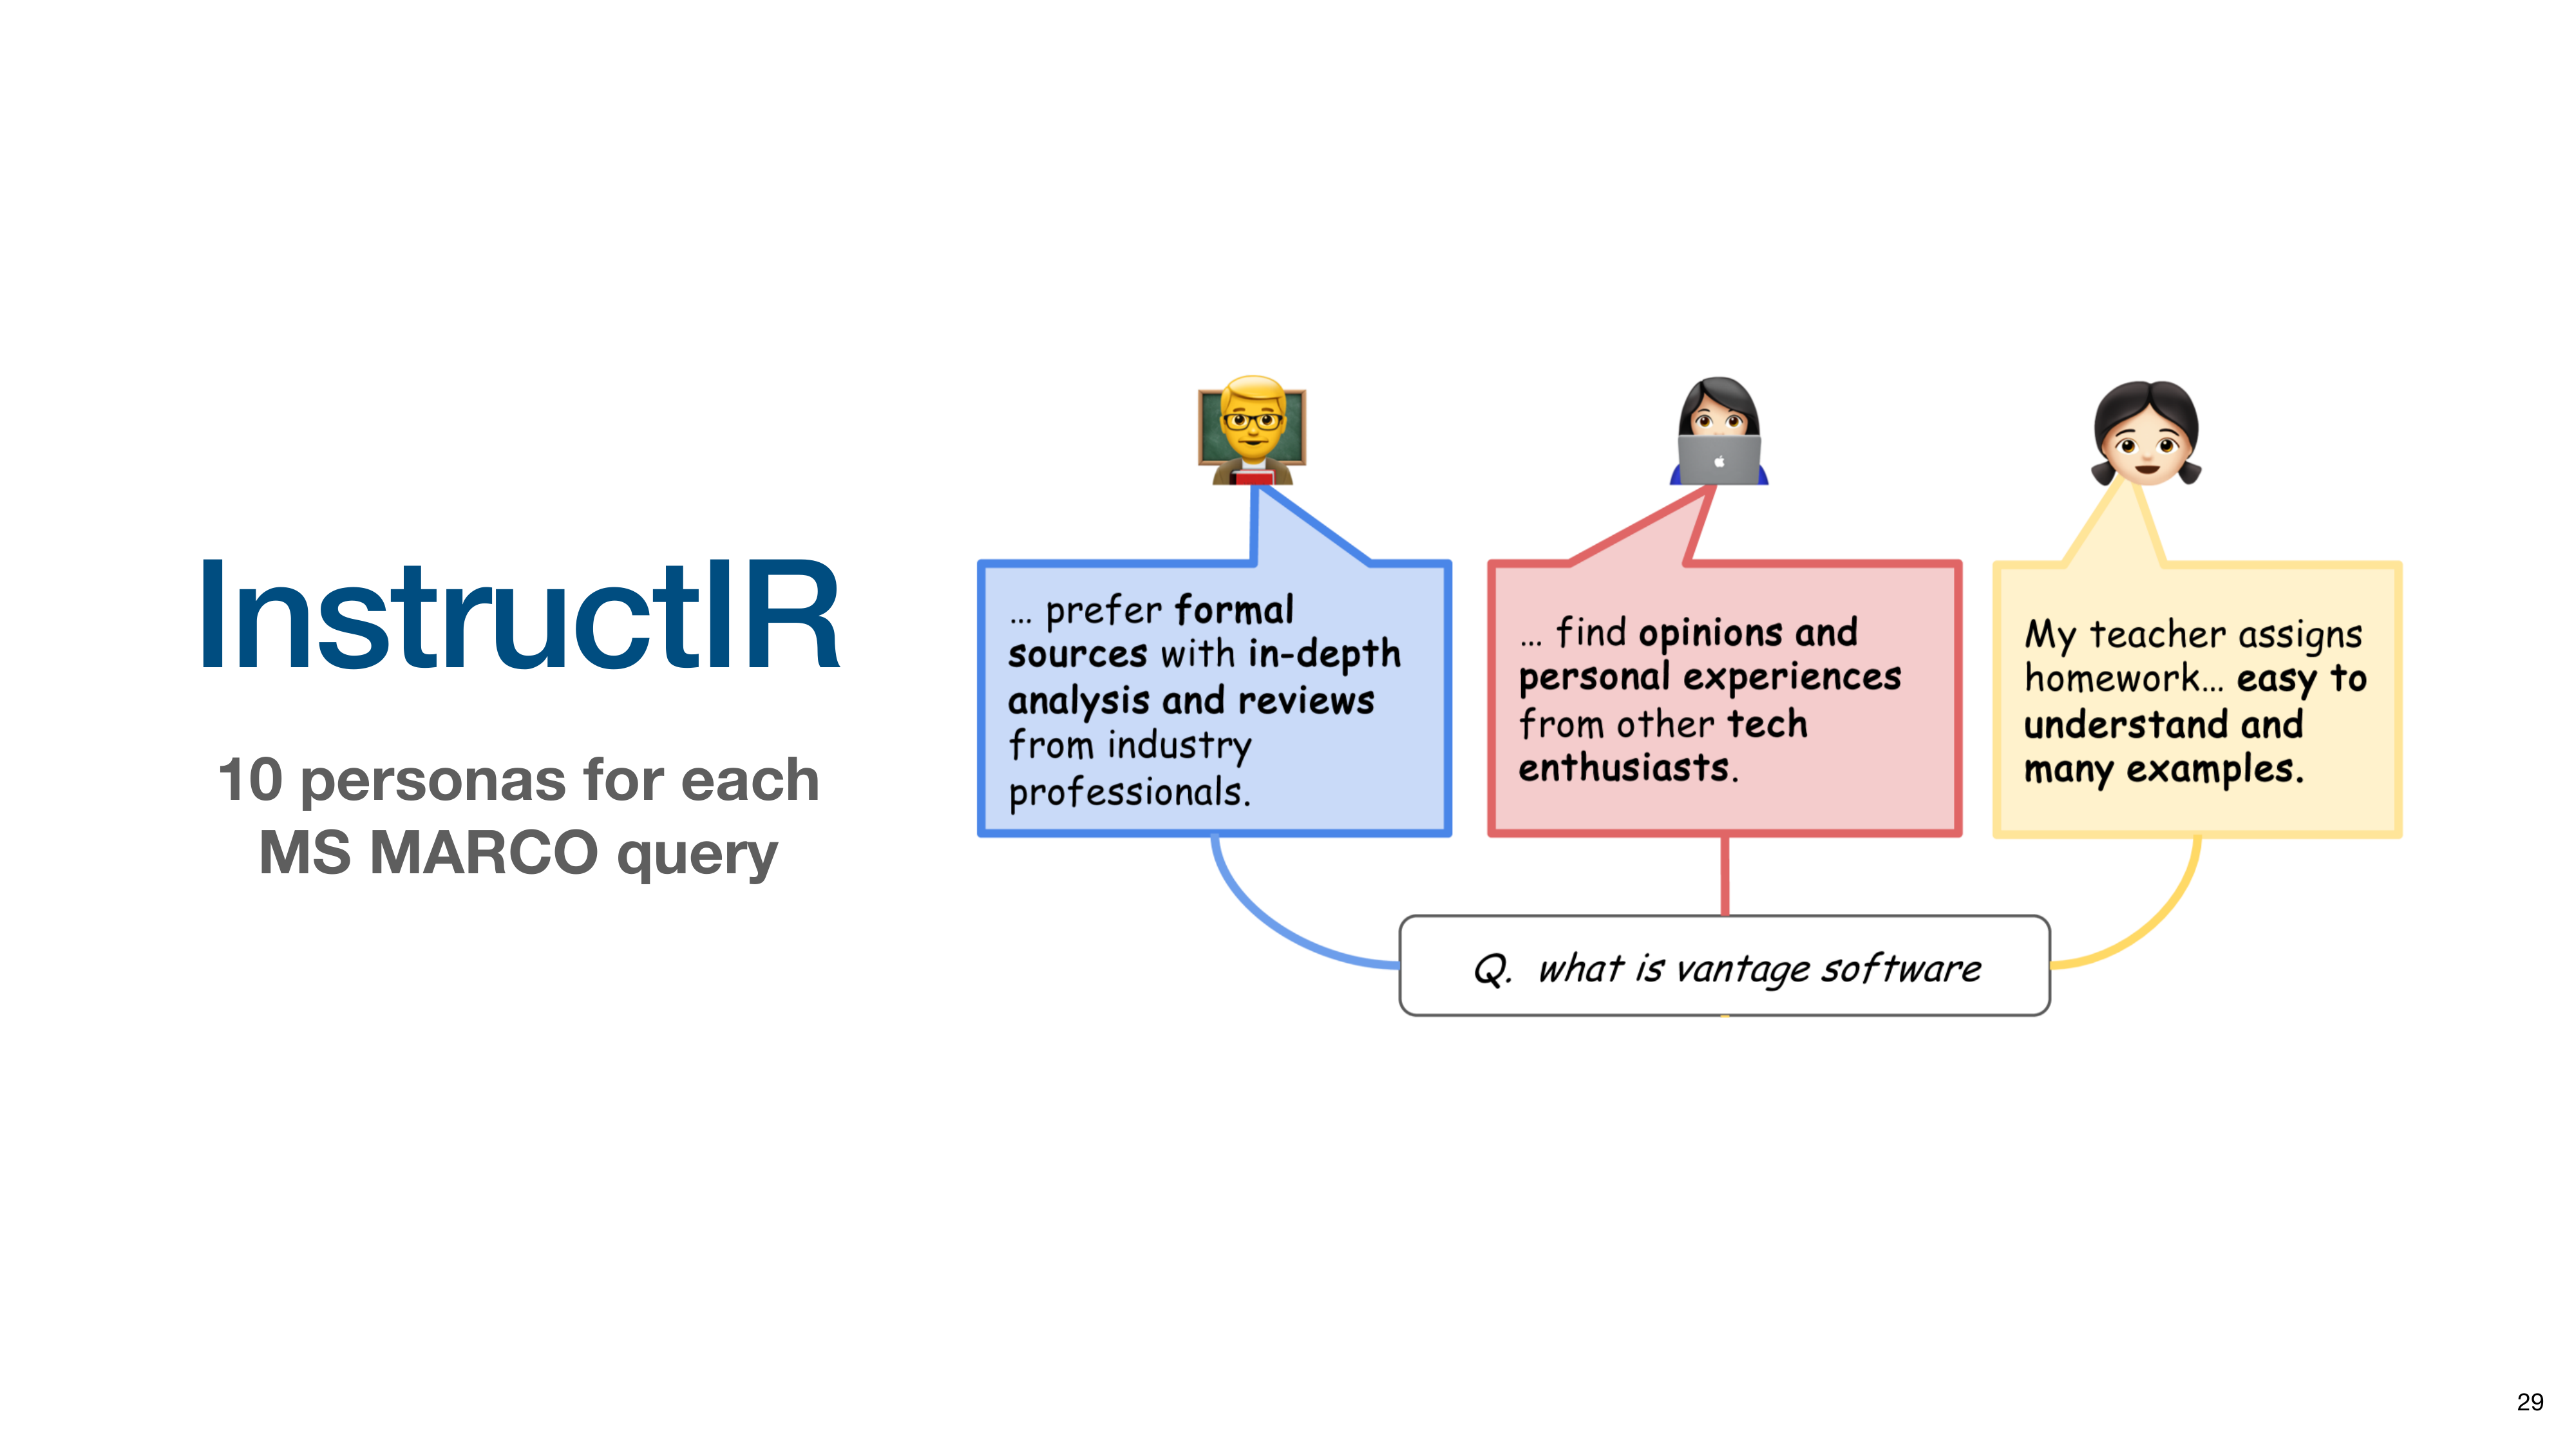 InstructIR
10 personas for each
MS MARCO query
... prefer formal
sources with in-depth
analysis and reviews
from industry
professionals.
... find opinions and
personal experiences
from other tech
enthusiasts.
My teacher assigns
homework... easy to
understand and
many examples.
Q. what is vantage software
29